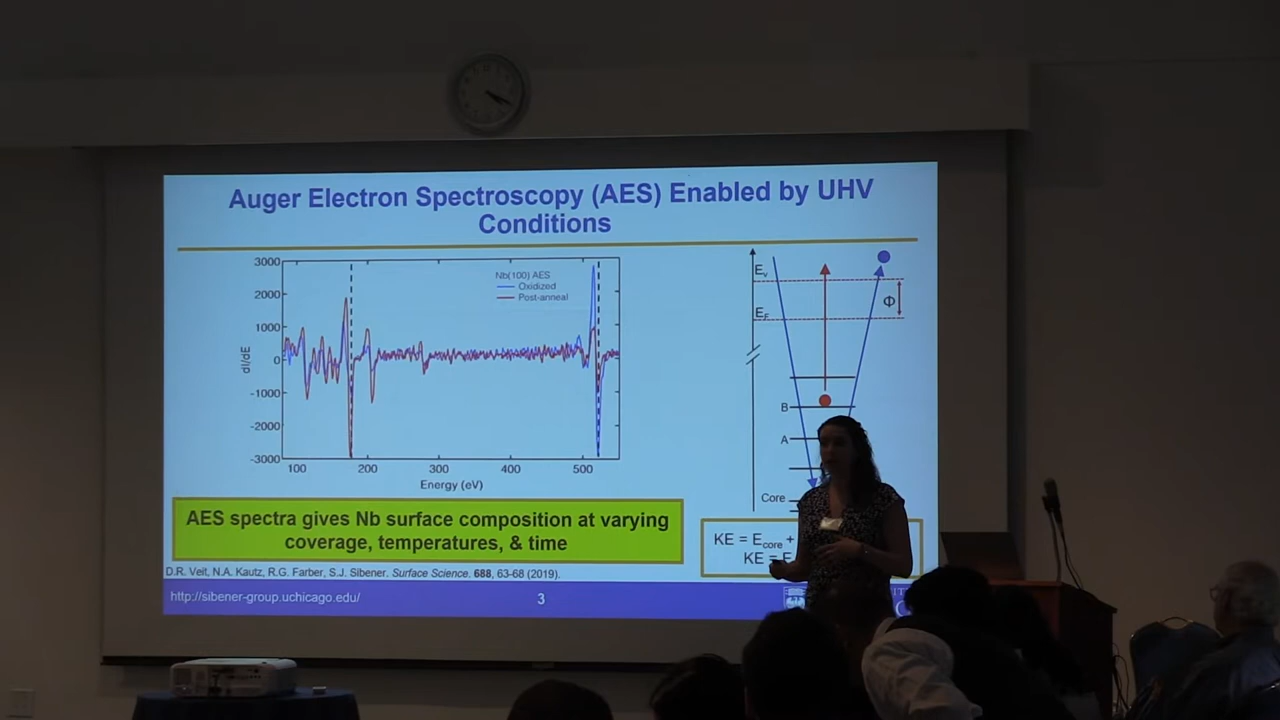 Auger Electron Spectroscopy (AES) Enabled by UHV
Conditions
3000
2000
1000
0
-1000
-2000
-3000
dI/dE
100
200
300
400
500
Energy (eV)
Nb(100) AES
Oxidized
Post-anneal
Ev
EF
Φ
B
A
Core
AES spectra gives Nb surface composition at varying
coverage, temperatures, & time
KE = Ecore +
KE = E
D.R. Veit, N.A. Kautz, R.G. Farber, S.J. Sibener. Surface Science. 688, 63-68 (2019).
http://sibener-group.uchicago.edu/
3